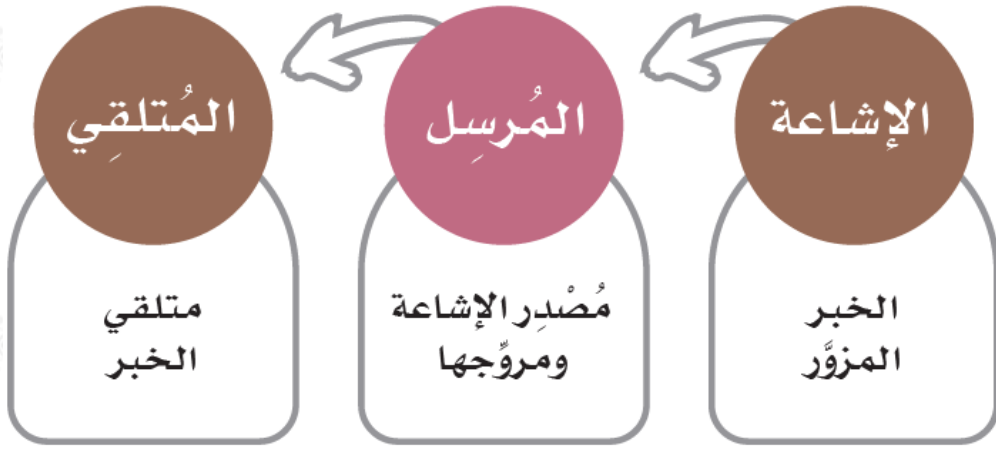 الإشاعة
الخبر
المزوَّر
المُرسِل
مُصْدِر الإشاعة
ومروِّجها
المُتلقِي
متلقي
الخبر